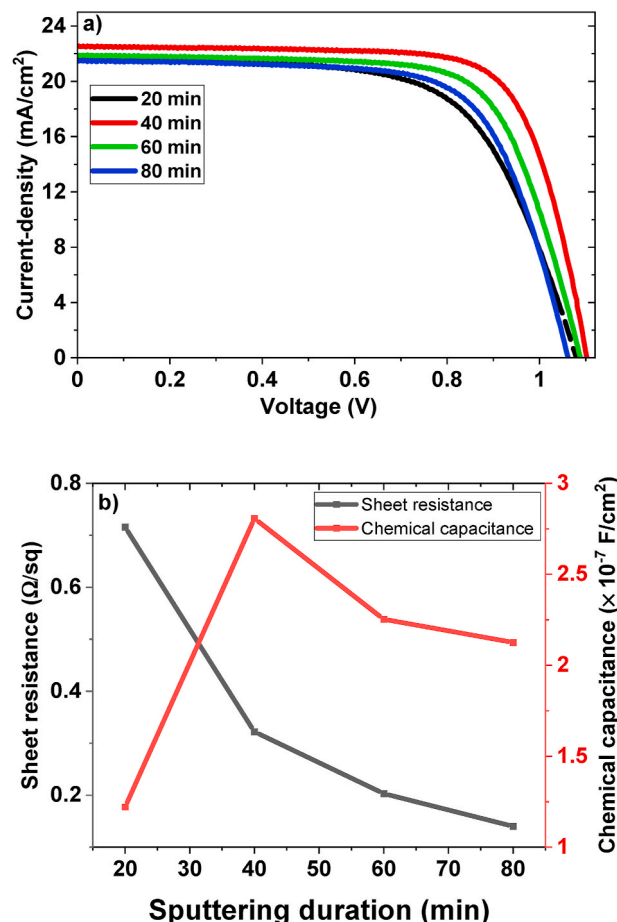 a)
24
20
16
12
8
4
0
Current-density (mA/cm²)
20 min
40 min
60 min
80 min
0 0.2 0.4 0.6 0.8 1
Voltage (V)
b)
0.8
0.6
0.4
0.2
Sheet resistance (Ω/sq)
Sheet resistance
Chemical capacitance
3
2.5
2
1.5
1
Chemical capacitance (× 10⁻⁷ F/cm²)
20 30 40 50 60 70 80
Sputtering duration (min)